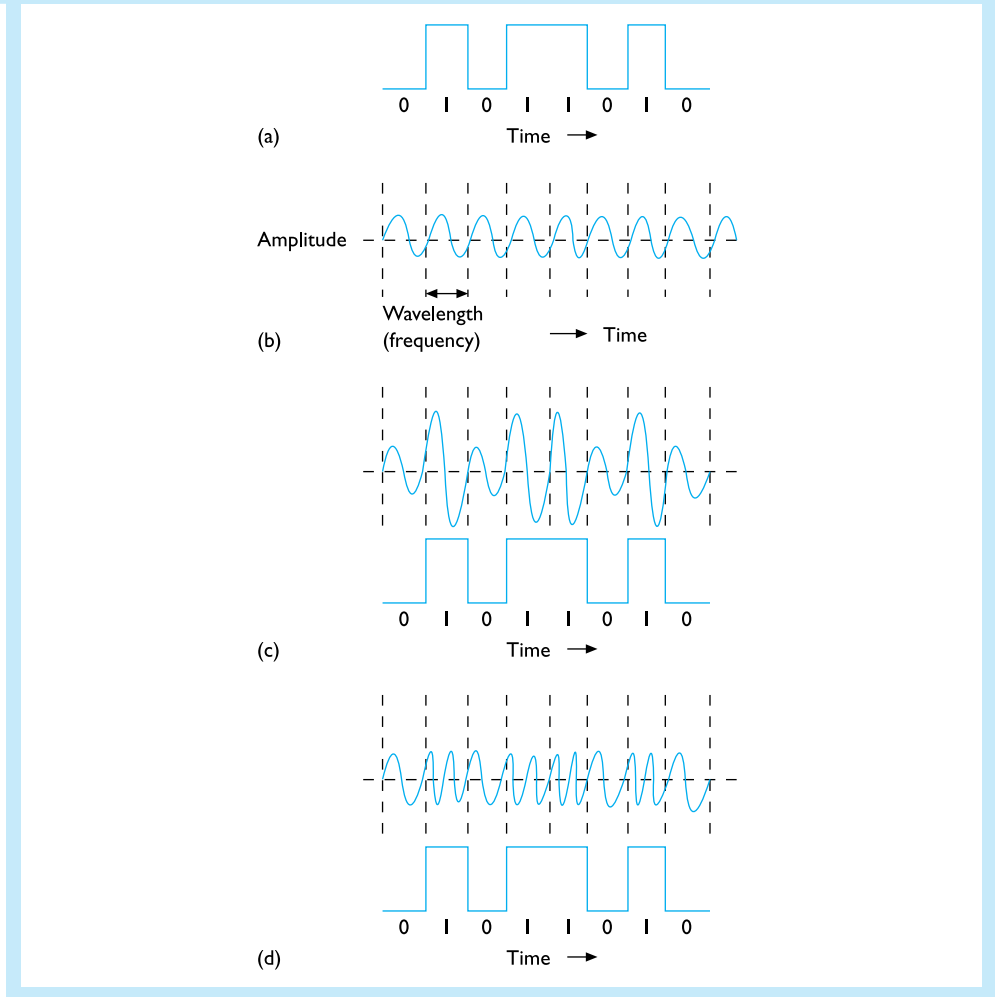 0 1 0 1 1 0 1 0
(a) Time
Amplitude
Wavelength
(b) (frequency) Time
0 1 0 1 1 0 1 0
(c) Time
0 1 0 1 1 0 1 0
(d) Time